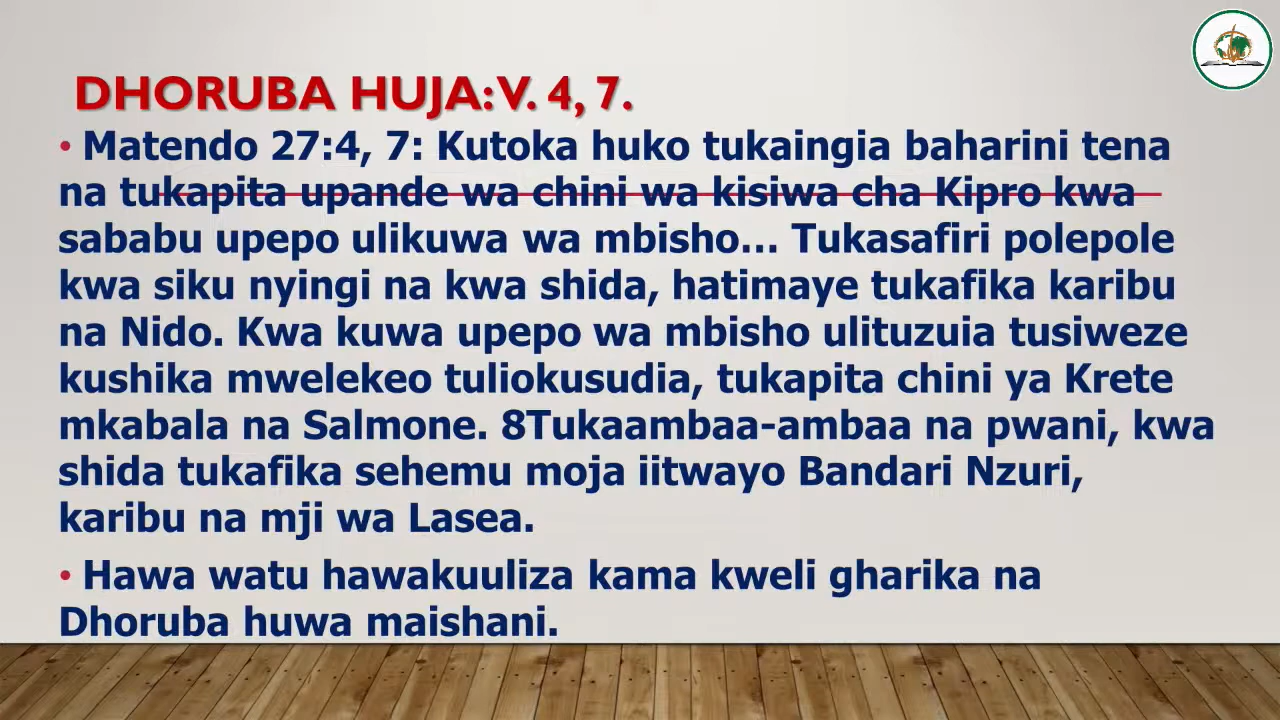 DHORUBA HUJA:V. 4, 7.
• Matendo 27:4, 7: Kutoka huko tukaingia baharini tena
na tukapita upande wa chini wa kisiwa cha Kipro kwa
sababu upepo ulikuwa wa mbisho… Tukasafiri polepole
kwa siku nyingi na kwa shida, hatimaye tukafika karibu
na Nido. Kwa kuwa upepo wa mbisho ulituzuia tusiweze
kushika mwelekeo tuliokusudia, tukapita chini ya Krete
mkabala na Salmone. 8Tukaambaa-ambaa na pwani, kwa
shida tukafika sehemu moja iitwayo Bandari Nzuri,
karibu na mji wa Lasea.
• Hawa watu hawakuuliza kama kweli gharika na
Dhoruba huwa maishani.